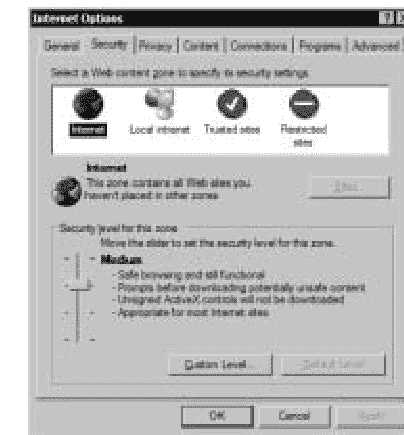 Internet Options
General Security Privacy Content Connections Programs Advanced
Select a Web content zone to specify its security settings.
Internet Local intranet Trusted sites Restricted
sites
Internet
This zone contains all Web sites you
haven't placed in other zones
Sites...
Security level for this zone
Move the slider to set the security level for this zone.
Medium
- Safe browsing and still functional
- Prompts before downloading potentially unsafe content
- Unsigned ActiveX controls will not be downloaded
- Appropriate for most Internet sites
Custom Level... Default Level
OK Cancel Apply